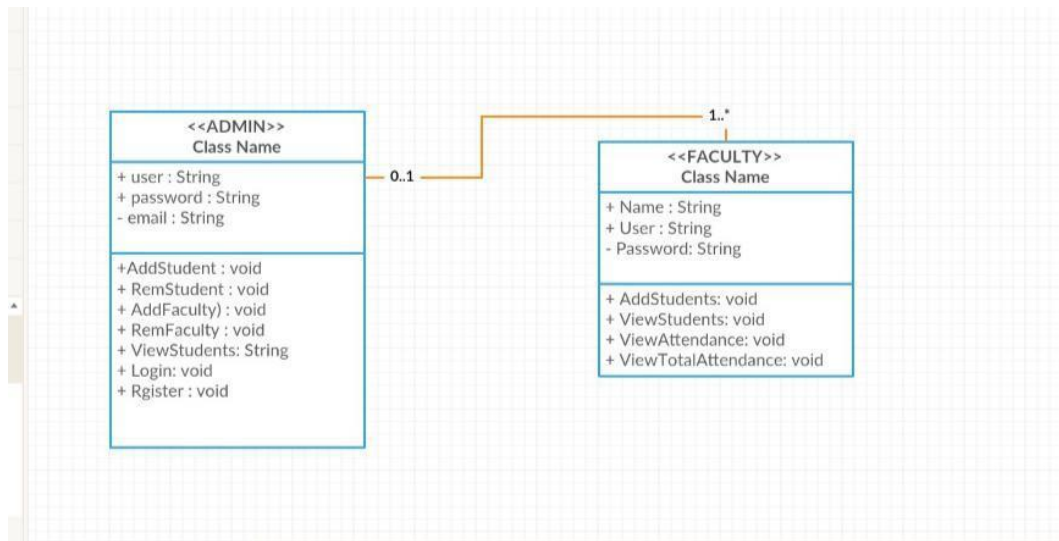 <<ADMIN>>
Class Name
+ user : String
+ password : String
- email : String
+AddStudent : void
+ RemStudent : void
+ AddFaculty) : void
+ RemFaculty : void
+ ViewStudents: String
+ Login: void
+ Rgister : void
0..1
1..*
<<FACULTY>>
Class Name
+ Name : String
+ User : String
- Password: String
+ AddStudents: void
+ ViewStudents: void
+ ViewAttendance: void
+ ViewTotalAttendance: void